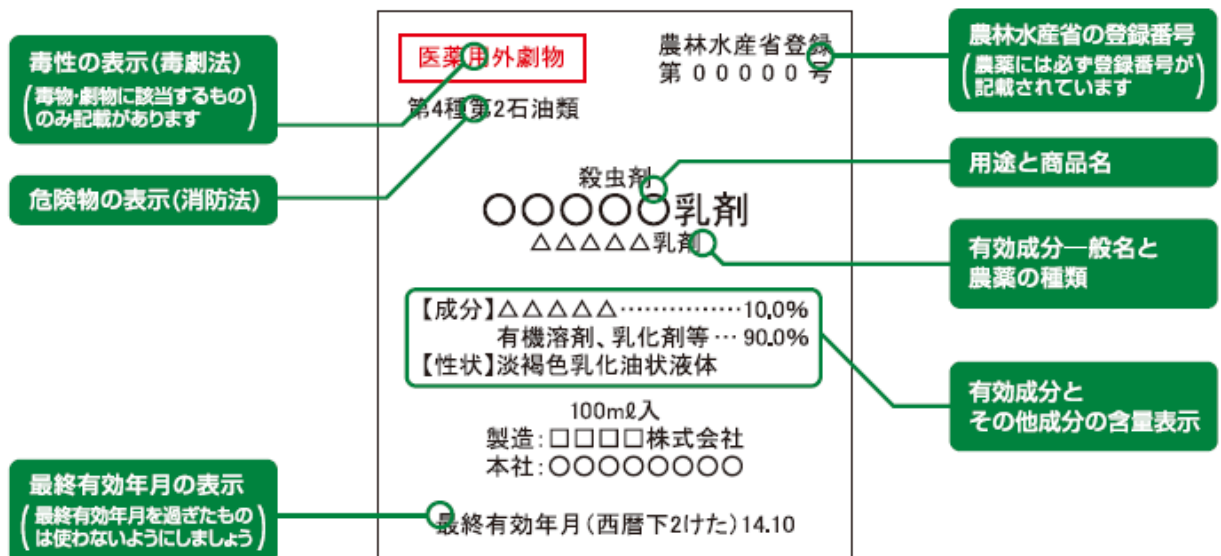 毒性の表示(毒劇法)
(毒物・劇物に該当するもの
のみ記載があります)
危険物の表示(消防法)
最終有効年月の表示
(最終有効年月を過ぎたもの
は使わないようにしましょう)
医薬用外劇物
農林水産省登録
第00000号
第4種第2石油類
殺虫剤
○○○○○乳剤
△△△△△乳剤
【成分】△△△△△……………10.0%
有機溶剤、乳化剤等…90.0%
【性状】淡褐色乳化油状液体
100mℓ入
製造:□□□□株式会社
本社:○○○○○○○○
最終有効年月(西暦下2けた)14.10
農林水産省の登録番号
(農薬には必ず登録番号が
記載されています)
用途と商品名
有効成分一般名と
農薬の種類
有効成分と
その他成分の含量表示